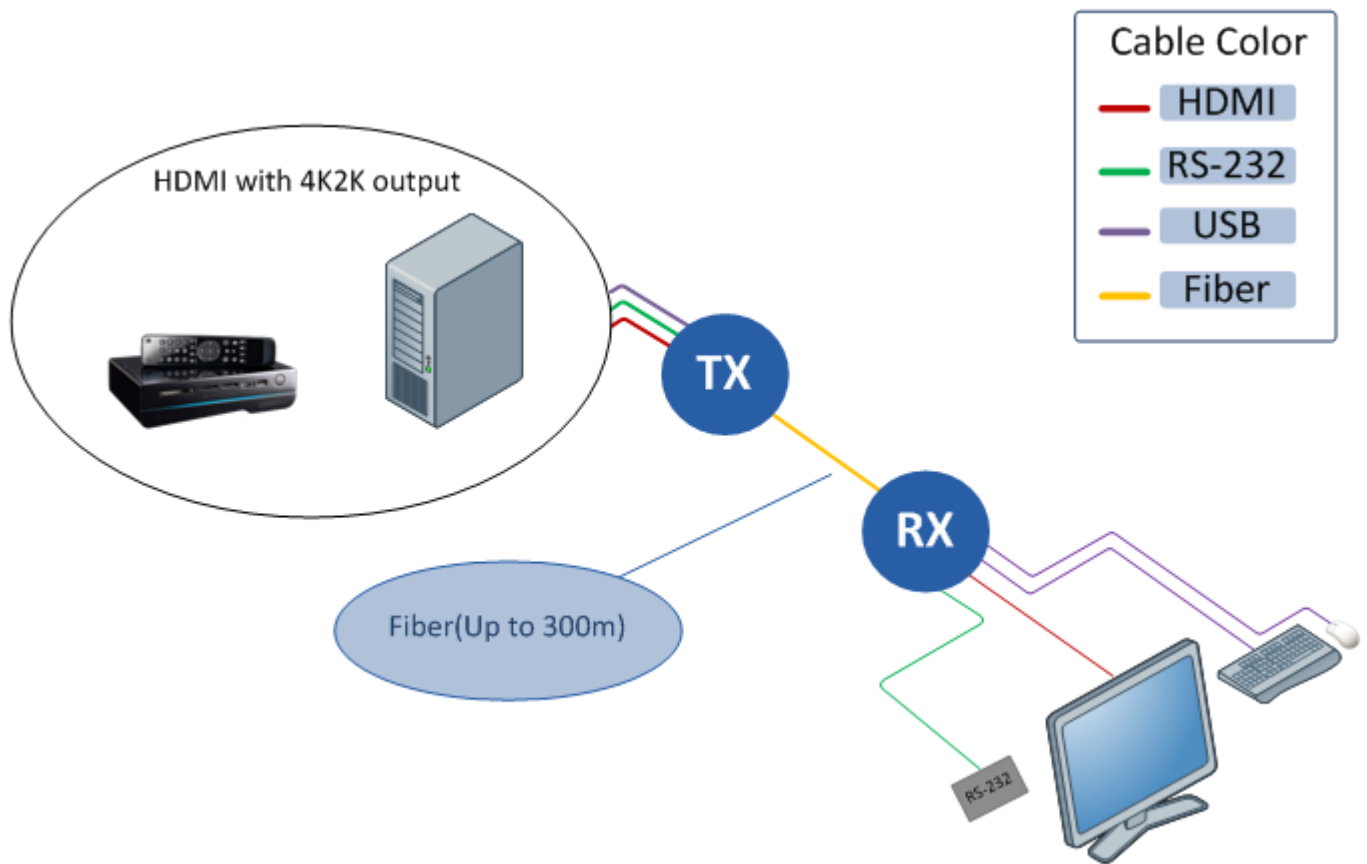 Cable Color
HDMI
RS-232
USB
Fiber
HDMI with 4K2K output
TX
RX
Fiber(Up to 300m)
RS-232